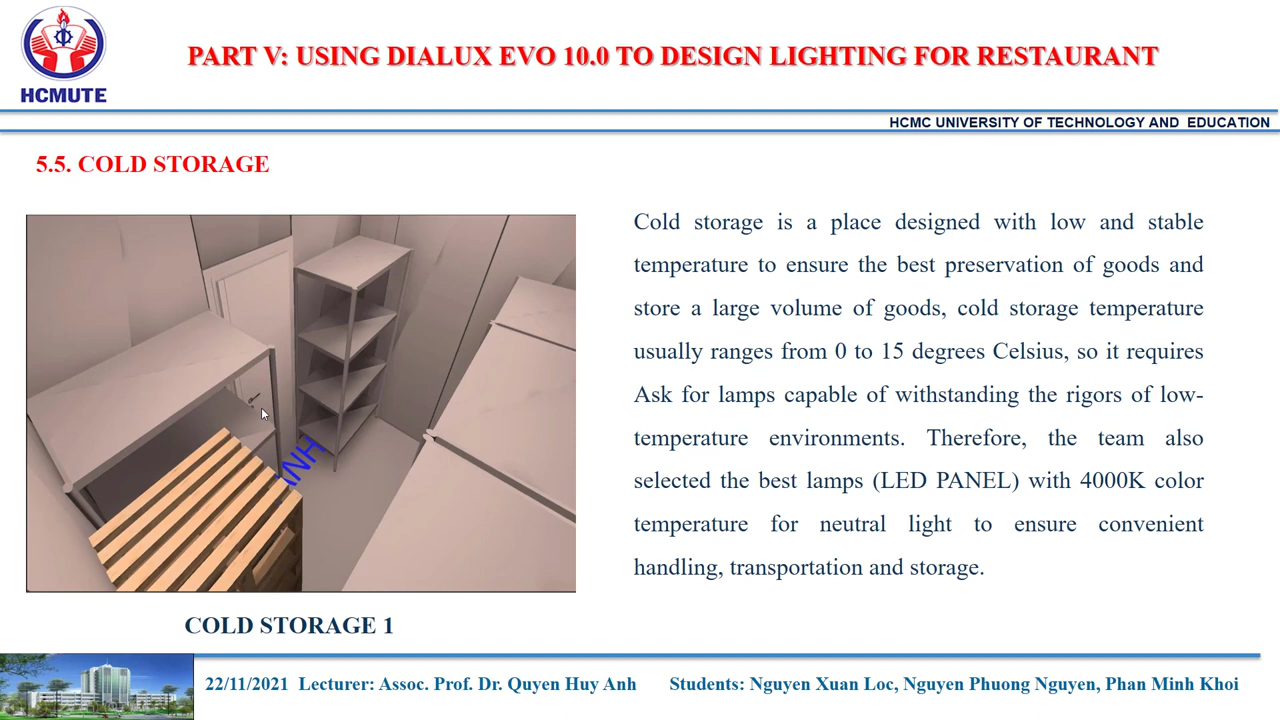 HCMUTE
PART V: USING DIALUX EVO 10.0 TO DESIGN LIGHTING FOR RESTAURANT
HCMC UNIVERSITY OF TECHNOLOGY AND EDUCATION
5.5. COLD STORAGE
Cold storage is a place designed with low and stable
temperature to ensure the best preservation of goods and
store a large volume of goods, cold storage temperature
usually ranges from 0 to 15 degrees Celsius, so it requires
Ask for lamps capable of withstanding the rigors of low-
temperature environments. Therefore, the team also
selected the best lamps (LED PANEL) with 4000K color
temperature for neutral light to ensure convenient
handling, transportation and storage.
COLD STORAGE 1
22/11/2021 Lecturer: Assoc. Prof. Dr. Quyen Huy Anh
Students: Nguyen Xuan Loc, Nguyen Phuong Nguyen, Phan Minh Khoi